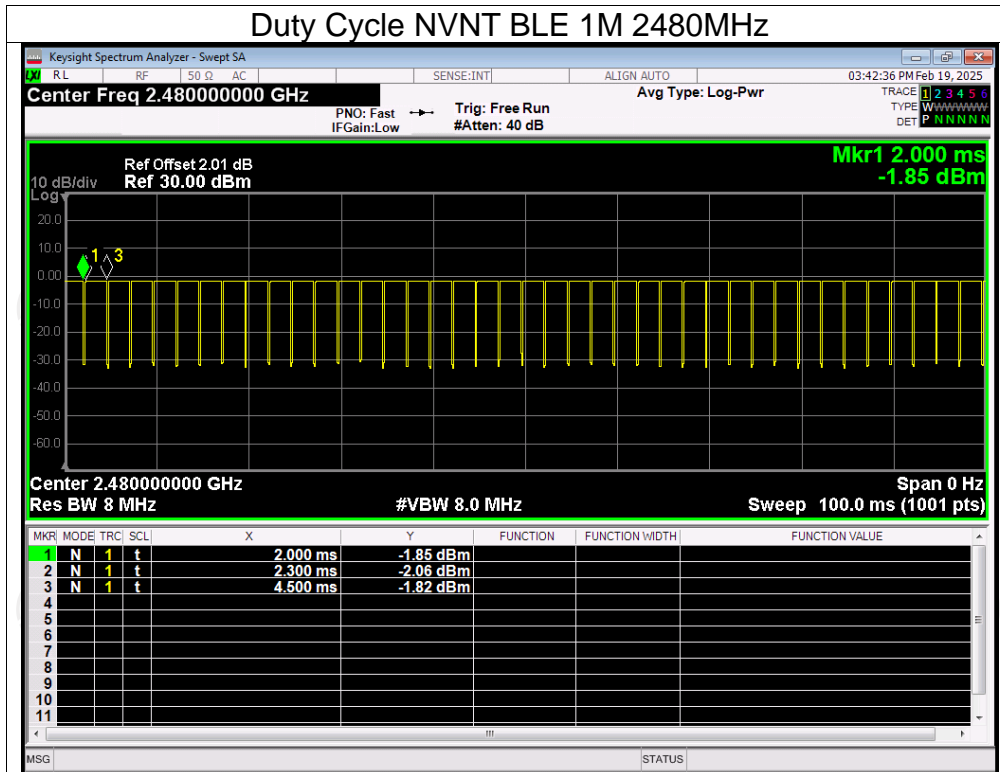 Duty Cycle NVNT BLE 1M 2480MHz
Keysight Spectrum Analyzer - Swept SA
LXI RL RF 50 Ω AC SENSE:INT ALIGN AUTO 03:42:36 PM Feb 19, 2025
Center Freq 2.480000000 GHz Avg Type: Log-Pwr TRACE 1 2 3 4 5 6
PNO: Fast Trig: Free Run TYPE WWWWWW
IFGain:Low #Atten: 40 dB DET P N N N N N
Mkr1 2.000 ms
Ref Offset 2.01 dB
10 dB/div Ref 30.00 dBm -1.85 dBm
Log
20.0
10.0
1 3
0.00
-10.0
-20.0
-30.0
-40.0
-50.0
-60.0
Center 2.480000000 GHz Span 0 Hz
Res BW 8 MHz #VBW 8.0 MHz Sweep 100.0 ms (1001 pts)
MKR MODE TRC SCL X Y FUNCTION FUNCTION WIDTH FUNCTION VALUE
1 N 1 t 2.000 ms -1.85 dBm
2 N 1 t 2.300 ms -2.06 dBm
3 N 1 t 4.500 ms -1.82 dBm
4
5
6
7
8
9
10
11
MSG STATUS